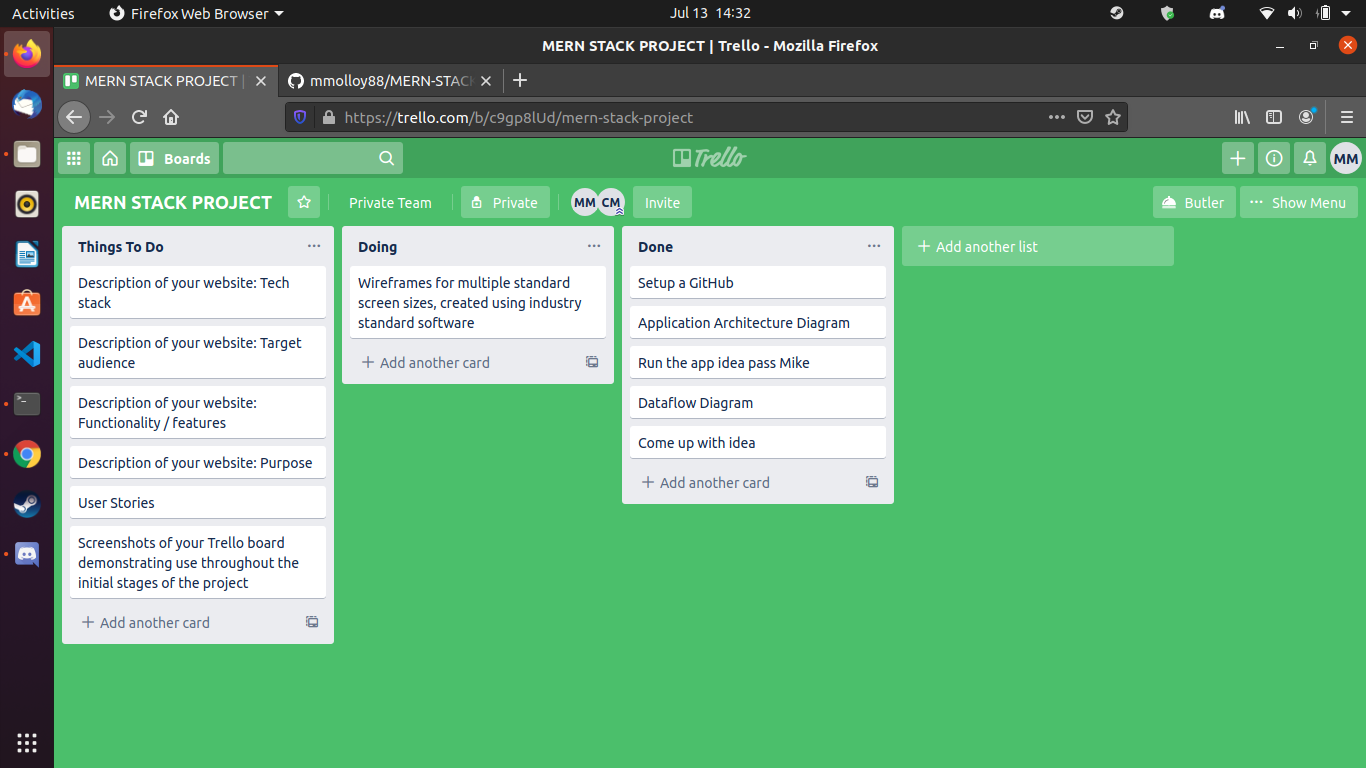 Activities
Firefox Web Browser
Jul 13 14:32
MERN STACK PROJECT | Trello - Mozilla Firefox
MERN STACK PROJECT |
mmolloy88/MERN-STACK
https://trello.com/b/c9gp8lUd/mern-stack-project
Boards
Trello
MM
MERN STACK PROJECT
Private Team
Private
MM
CM
Invite
Butler
Show Menu
Things To Do
Description of your website: Tech
stack
Description of your website: Target
audience
Description of your website:
Functionality / features
Description of your website: Purpose
User Stories
Screenshots of your Trello board
demonstrating use throughout the
initial stages of the project
Add another card
Doing
Wireframes for multiple standard
screen sizes, created using industry
standard software
Add another card
Done
Setup a GitHub
Application Architecture Diagram
Run the app idea pass Mike
Dataflow Diagram
Come up with idea
Add another card
Add another list